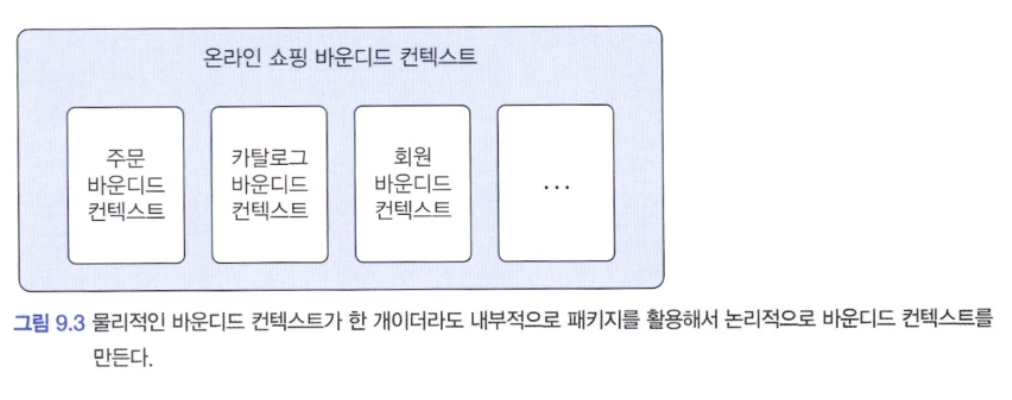 온라인 쇼핑 바운디드 컨텍스트
주문
바운디드
컨텍스트
카탈로그
바운디드
컨텍스트
회원
바운디드
컨텍스트
...
그림 9.3 물리적인 바운디드 컨텍스트가 한 개이더라도 내부적으로 패키지를 활용해서 논리적으로 바운디드 컨텍스트를
만든다.